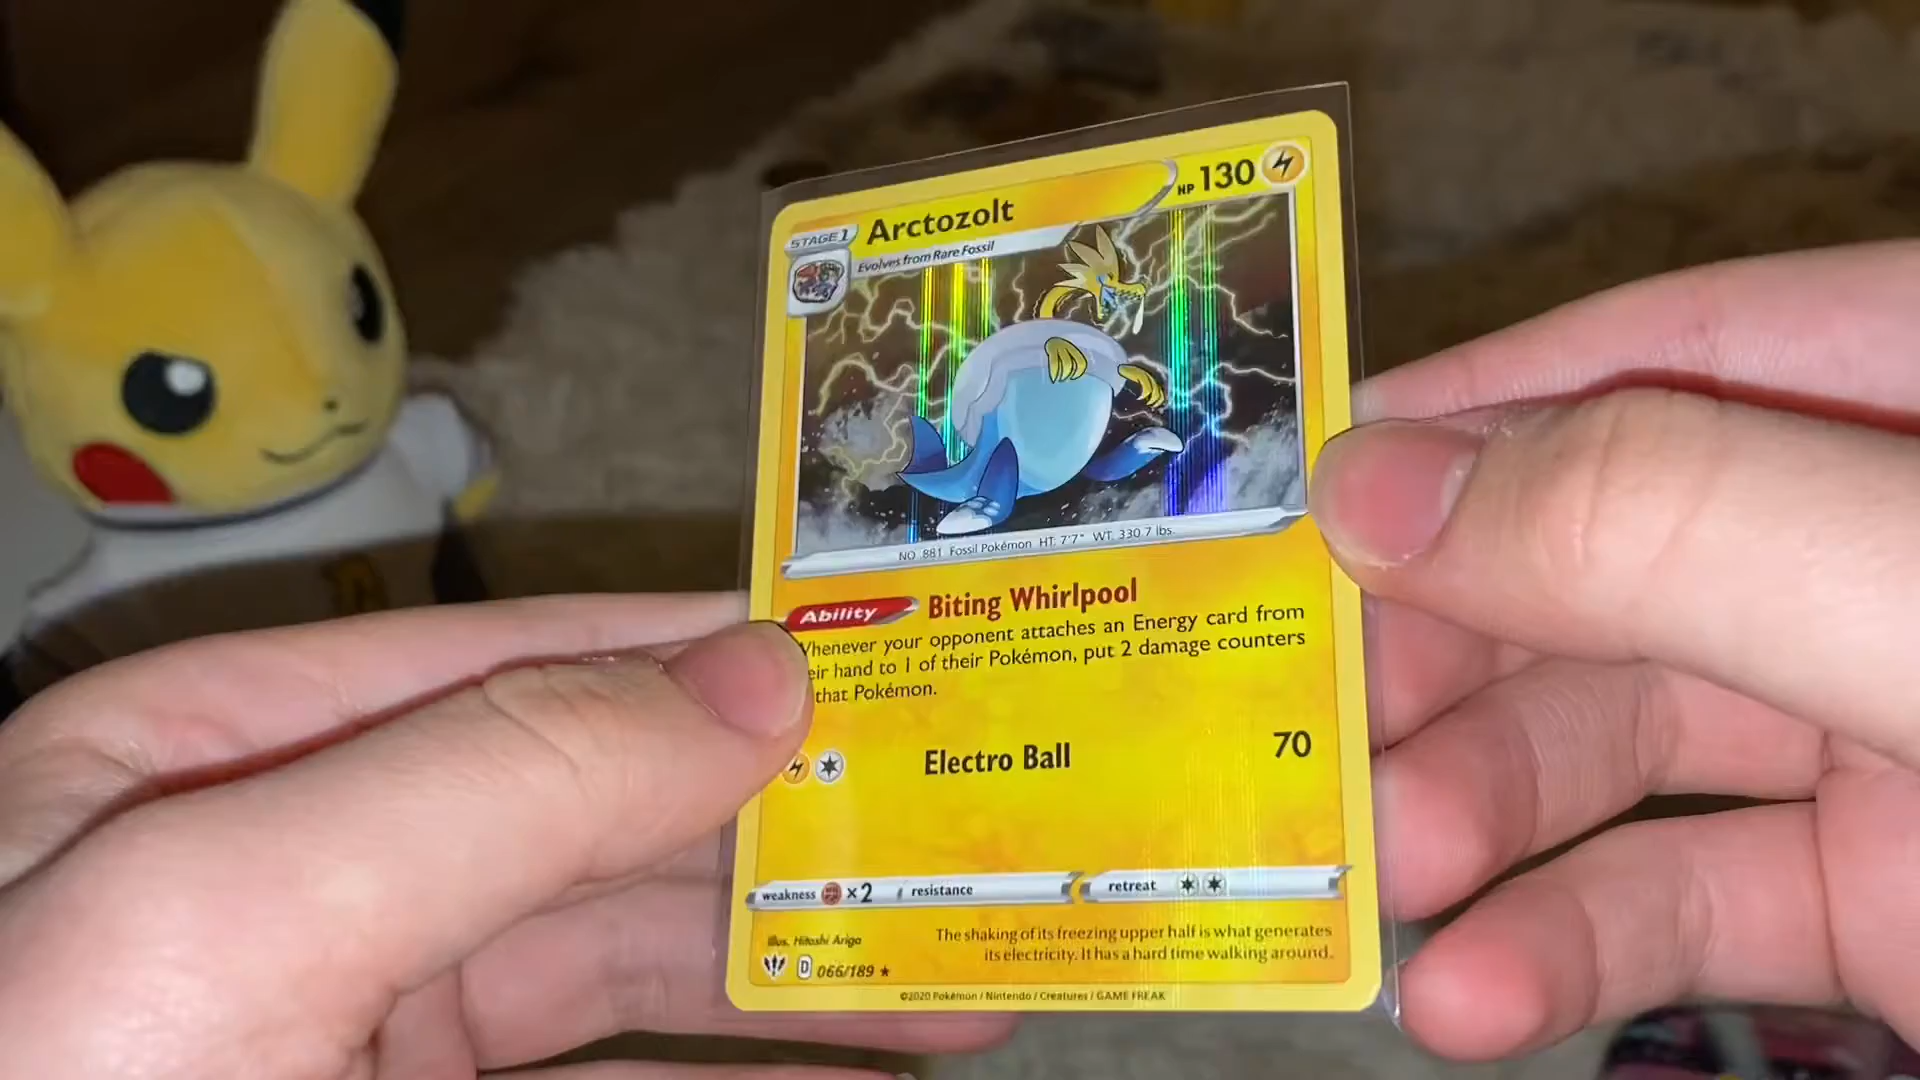 STAGE 1 Arctozolt HP 130
Evolves from Rare Fossil
NO. 881 Fossil Pokémon HT: 7'7" WT: 330.7 lbs.
Ability Biting Whirlpool
henever your opponent attaches an Energy card from
eir hand to 1 of their Pokémon, put 2 damage counters
that Pokémon.
Electro Ball 70
weakness ×2 resistance retreat
Illus. Hitoshi Ariga
The shaking of its freezing upper half is what generates
its electricity. It has a hard time walking around.
D 066/189 ★
©2020 Pokémon / Nintendo / Creatures / GAME FREAK